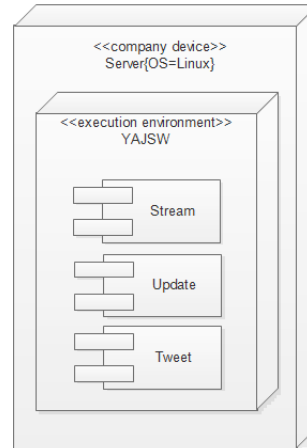 <<company device>>
Server{OS=Linux}
<<execution environment>>
YAJSW
Stream
Update
Tweet